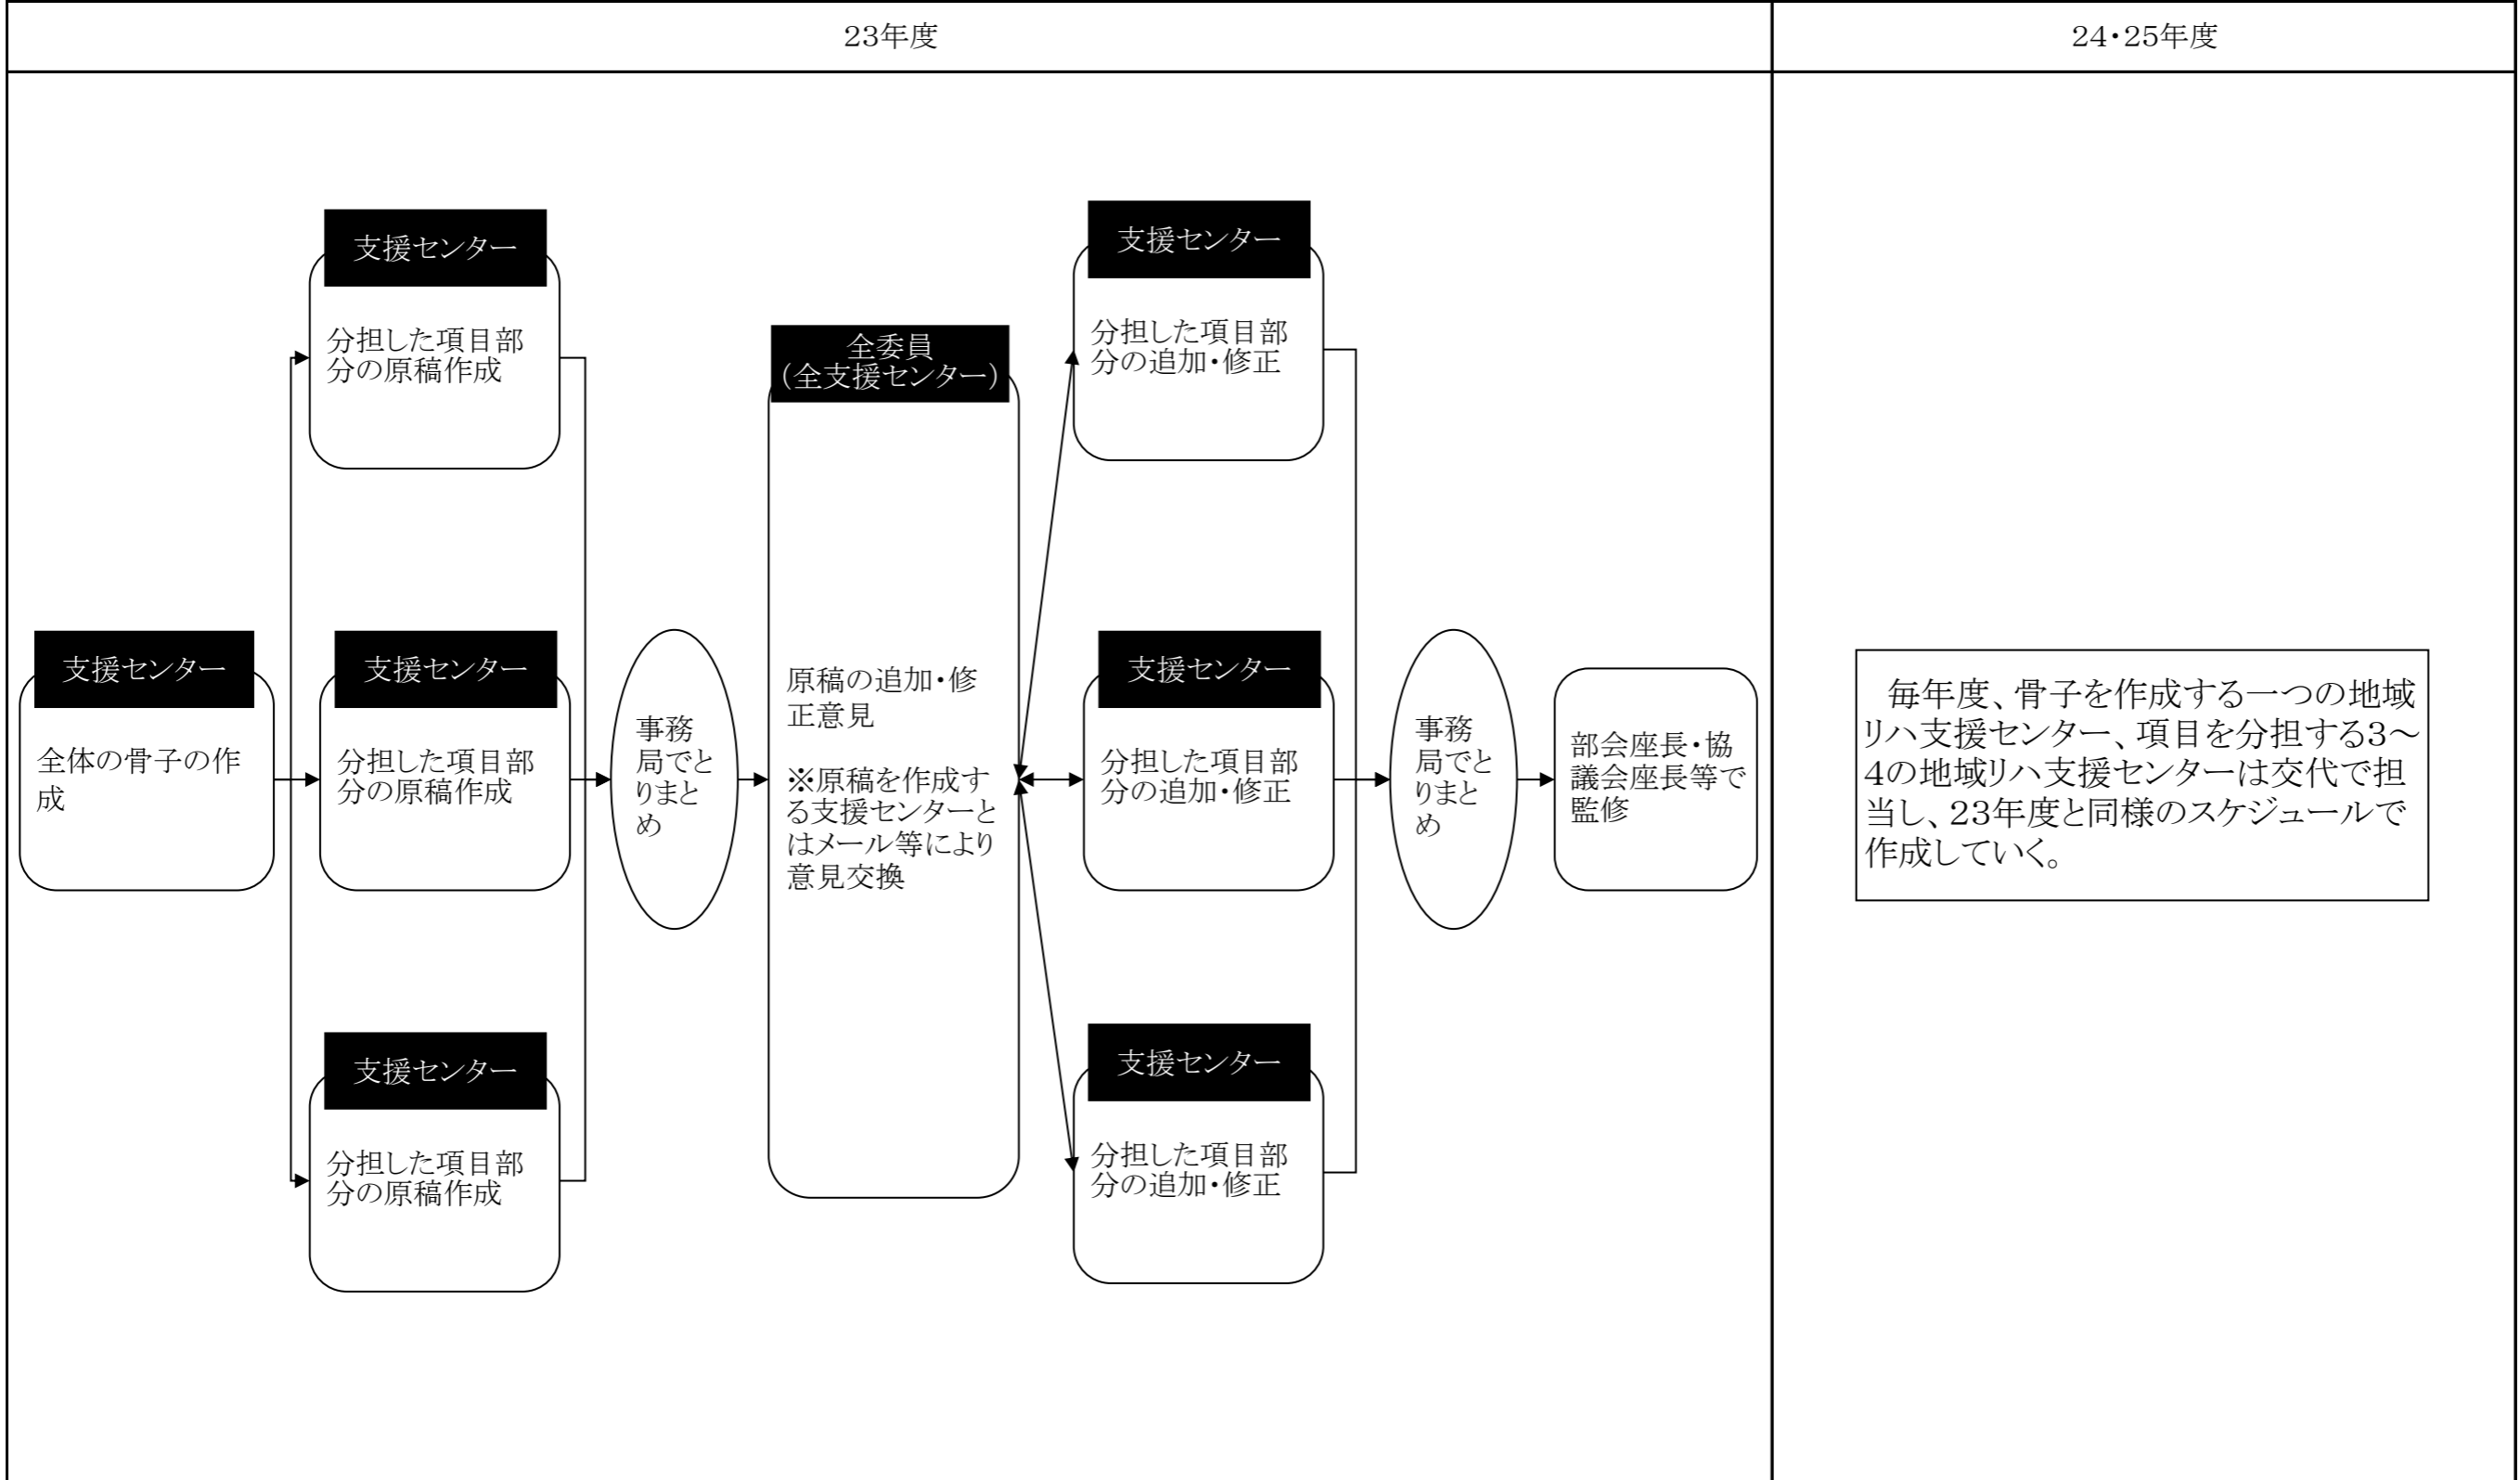 23年度
24・25年度
支援センター
全体の骨子の作
成
支援センター
分担した項目部
分の原稿作成
支援センター
分担した項目部
分の原稿作成
支援センター
分担した項目部
分の原稿作成
事務
局でと
りまと
め
全委員
（全支援センター）
原稿の追加・修
正意見
※原稿を作成す
る支援センターと
はメール等により
意見交換
支援センター
分担した項目部
分の追加・修正
支援センター
分担した項目部
分の追加・修正
支援センター
分担した項目部
分の追加・修正
事務
局でと
りまと
め
部会座長・協
議会座長等で
監修
毎年度、骨子を作成する一つの地域
リハ支援センター、項目を分担する3～
4の地域リハ支援センターは交代で担
当し、23年度と同様のスケジュールで
作成していく。